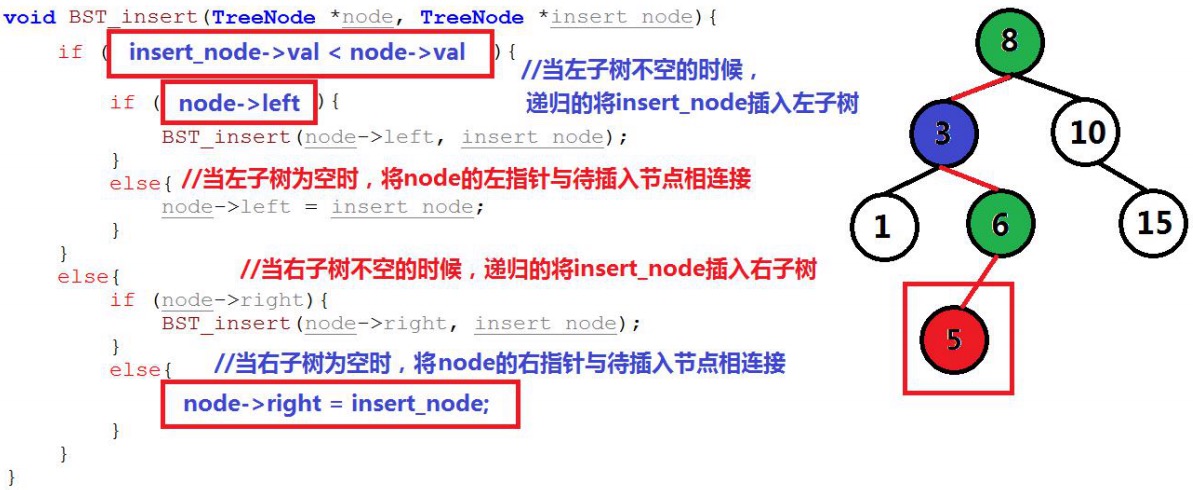 void BST_insert(TreeNode *node, TreeNode *insert_node){
if ( insert_node->val < node->val ){
//当左子树不空的时候，
if ( node->left ){
递归的将insert_node插入左子树
BST_insert(node->left, insert_node);
}
else{ //当左子树为空时，将node的左指针与待插入节点相连接
node->left = insert_node;
}
}
else{ //当右子树不空的时候，递归的将insert_node插入右子树
if (node->right){
BST_insert(node->right, insert_node);
}
else{ //当右子树为空时，将node的右指针与待插入节点相连接
node->right = insert_node;
}
}
}
8
3
10
1
6
15
5